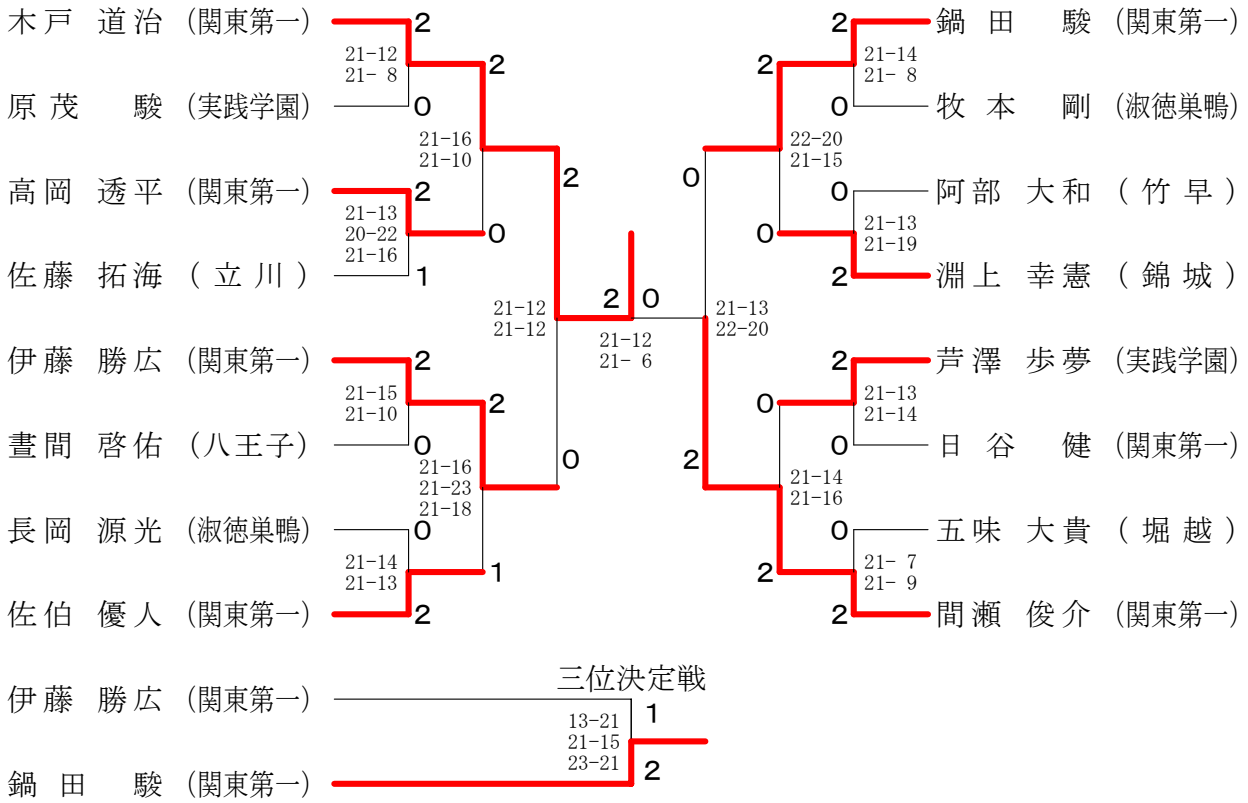 木戸 道治 (関東第一) 2
21-12
21- 8
2
原茂 駿 (実践学園) 0
21-16
21-10
2
高岡 透平 (関東第一) 2
21-13
20-22
21-16
0
佐藤 拓海 (立川) 1
21-12
21-12
2
伊藤 勝広 (関東第一) 2
21-15
21-10
2
晝間 啓佑 (八王子) 0
21-16
21-23
21-18
0
長岡 源光 (淑徳巣鴨) 0
21-14
21-13
1
佐伯 優人 (関東第一) 2
21-12
21- 6
0
2 鍋田 駿 (関東第一)
2
21-14
21- 8
0 牧本 剛 (淑徳巣鴨)
0
22-20
21-15
0 阿部 大和 (竹早)
0
21-13
21-19
2 淵上 幸憲 (錦城)
21-13
22-20
2 芦澤 歩夢 (実践学園)
0
21-13
21-14
0 日谷 健 (関東第一)
2
21-14
21-16
0 五味 大貴 (堀越)
2
21- 7
21- 9
2 間瀬 俊介 (関東第一)
三位決定戦
伊藤 勝広 (関東第一) 1
13-21
21-15
23-21
鍋田 駿 (関東第一) 2